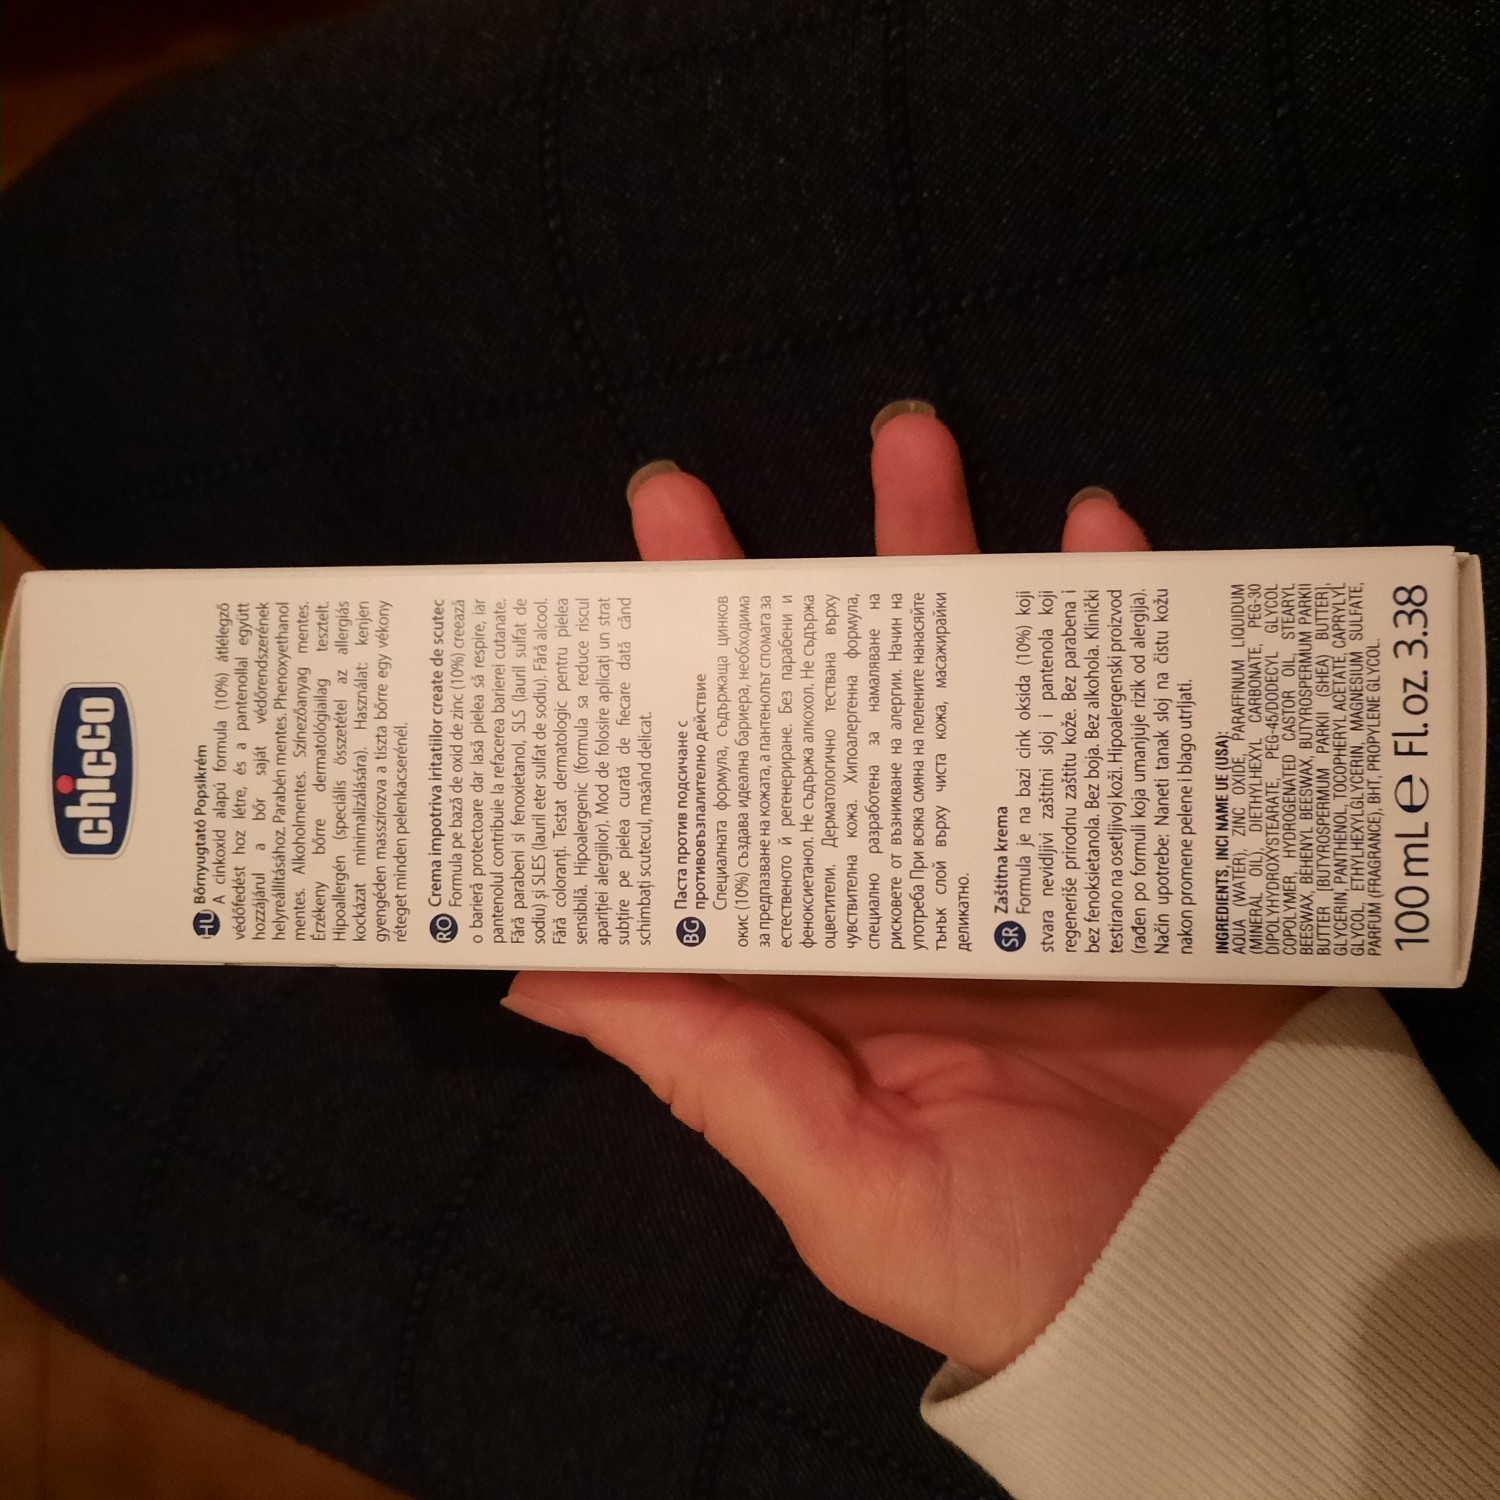 chicco
HU Bőrnyugtato Popsikrém
A cinkoxid alapú formula (10%) átlélegző
védőfedést hoz létre, és a pantenollal együtt
hozzájárul a bőr saját védőrendszerének
helyreállításához. Parabén mentes. Phenoxyethanol
mentes. Alkoholmentes. Színezőanyag mentes.
Érzékeny bőrre dermatológiailag tesztelt.
Hipoallergén (speciális összetétel az allergiás
kockázat minimalizálására). Használat: kenjen
gyengéden masszírozva a tiszta bőrre egy vékony
réteget minden pelenkacserénél.
RO Crema impotriva iritatiilor create de scutec
Formula pe bază de oxid de zinc (10%) creează
o barieră protectoare dar lasă pielea să respire, iar
pantenolul contribuie la refacerea barierei cutanate.
Fără parabeni si fenoxietanol, SLS (lauril sulfat de
sodiu) și SLES (lauril eter sulfat de sodiu). Fără alcool.
Fără coloranți. Testat dermatologic pentru pielea
sensibilă. Hipoalergenic (formula sa reduce riscul
apariției alergiilor). Mod de folosire aplicați un strat
subțire pe pielea curată de fiecare dată când
schimbați scutecul, masând delicat.
BG Паста против подсичане с
противовъзпалително действие
Специалната формула, съдържаща цинков
окис (10%) създава идеална бариера, необходима
за предпазване на кожата, а пантенолът спомага за
естественото й регенериране. Без парабени и
феноксиетанол. Не съдържа алкохол. Не съдържа
оцветители. Дерматологично тествана върху
чувствителна кожа. Хипоалергенна формула,
специално разработена за намаляване на
рисковете от възникване на алергии. Начин на
употреба При всяка смяна на пелените нанасяйте
тънък слой върху чиста кожа, масажирайки
деликатно.
SR Zaštitna krema
Formula je na bazi cink oksida (10%) koji
stvara nevidljivi zaštitni sloj i pantenola koji
regeneriše prirodnu zaštitu kože. Bez parabena i
bez fenoksietanola. Bez boja. Bez alkohola. Klinički
testirano na osetljivoj koži. Hipoalergenski proizvod
(rađen po formuli koja umanjuje rizik od alergija).
Način upotrebe: Naneti tanak sloj na čistu kožu
nakon promene pelene i blago utrljati.
INGREDIENTS, INCI NAME UE (USA):
AQUA (WATER), ZINC OXIDE, PARAFFINUM LIQUIDUM
(MINERAL OIL), DIETHYLHEXYL CARBONATE, PEG-30
DIPOLYHYDROXYSTEARATE, PEG-45/DODECYL GLYCOL
COPOLYMER, HYDROGENATED CASTOR OIL, STEARYL
BEESWAX, BEHENYL BEESWAX, BUTYROSPERMUM PARKII
BUTTER [BUTYROSPERMUM PARKII (SHEA) BUTTER],
GLYCERIN, PANTHENOL, TOCOPHERYL ACETATE, CAPRYLYL
GLYCOL, ETHYLHEXYLGLYCERIN, MAGNESIUM SULFATE,
PARFUM (FRAGRANCE), BHT, PROPYLENE GLYCOL.
100 mL ℮ Fl.oz. 3.38